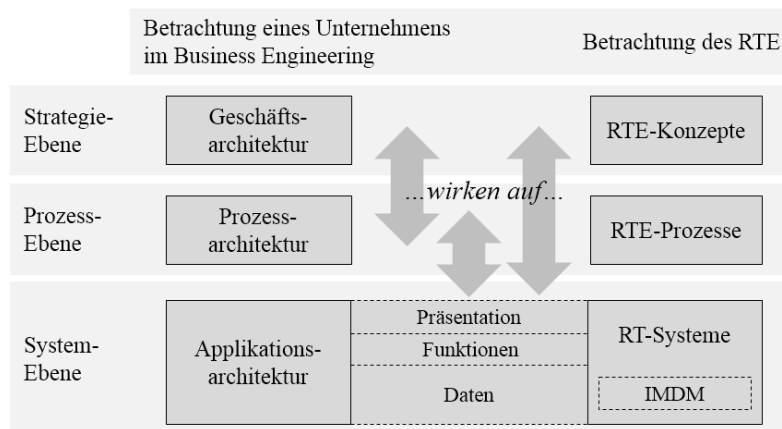 Betrachtung eines Unternehmens
im Business Engineering
Betrachtung des RTE
Strategie-
Ebene
Geschäfts-
architektur
RTE-Konzepte
…wirken auf…
Prozess-
Ebene
Prozess-
architektur
RTE-Prozesse
System-
Ebene
Applikations-
architektur
Präsentation
Funktionen
Daten
RT-Systeme
IMDM